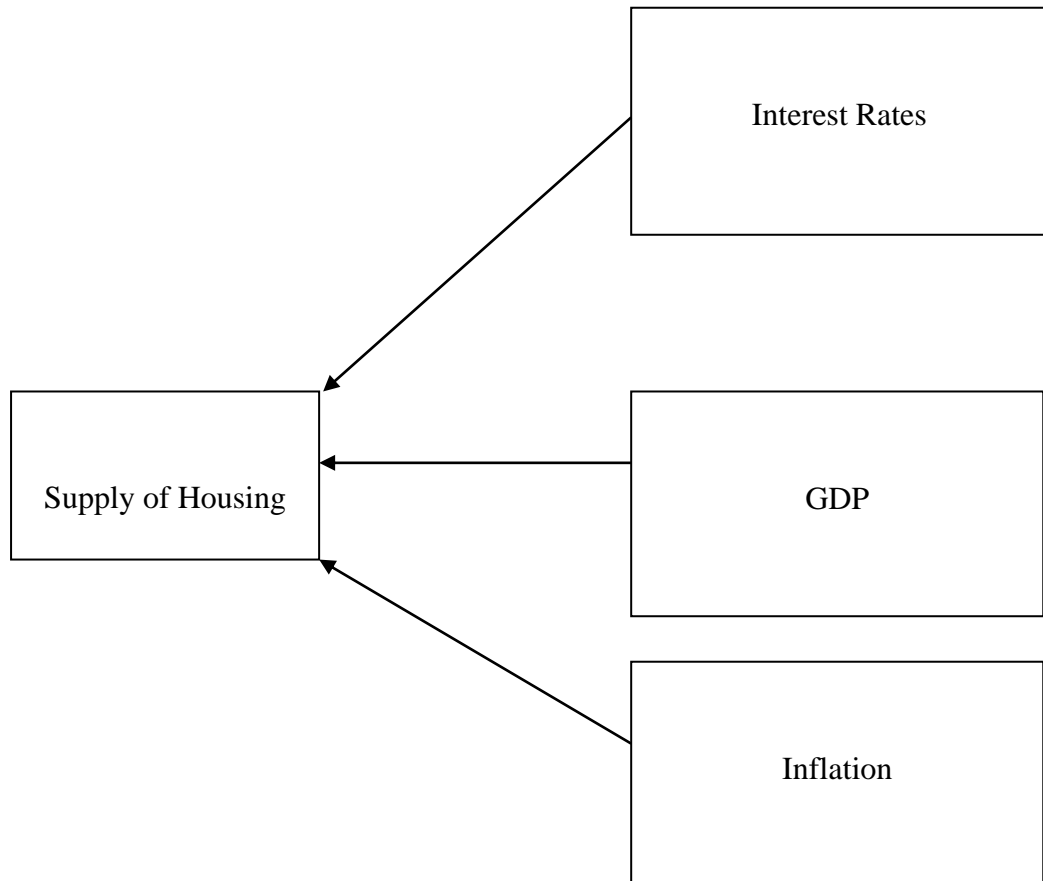 Interest Rates
Supply of Housing
GDP
Inflation